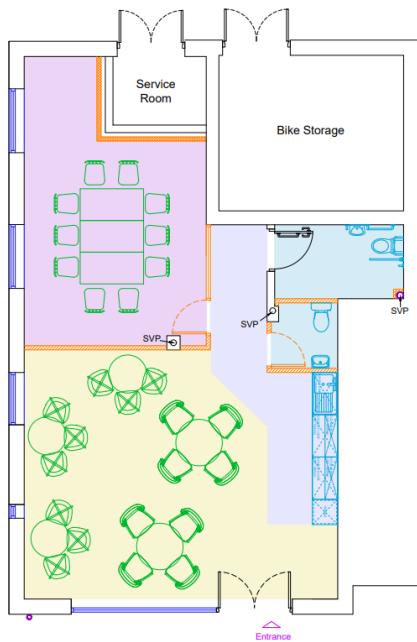 Service
Room
Bike Storage
SVP
SVP
SVP
Entrance